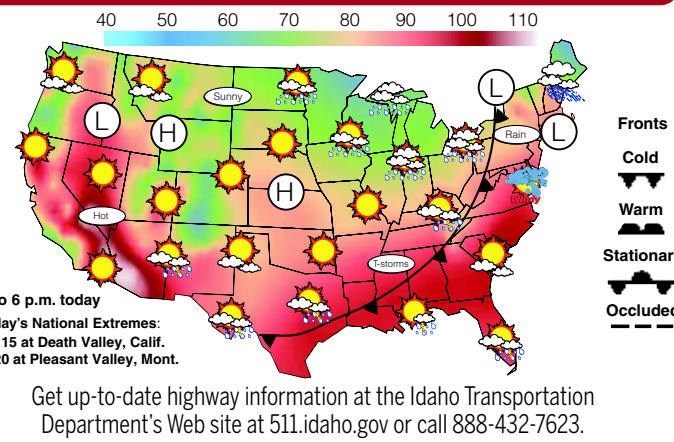 40 50 60 70 80 90 100 110
Sunny
L
L
H
Rain
L
Fronts
Cold
Warm
H
Hot
T-storms
Stationar
Occluded
o 6 p.m. today
lay's National Extremes:
15 at Death Valley, Calif.
20 at Pleasant Valley, Mont.
Get up-to-date highway information at the Idaho Transportation
Department's Web site at 511.idaho.gov or call 888-432-7623.